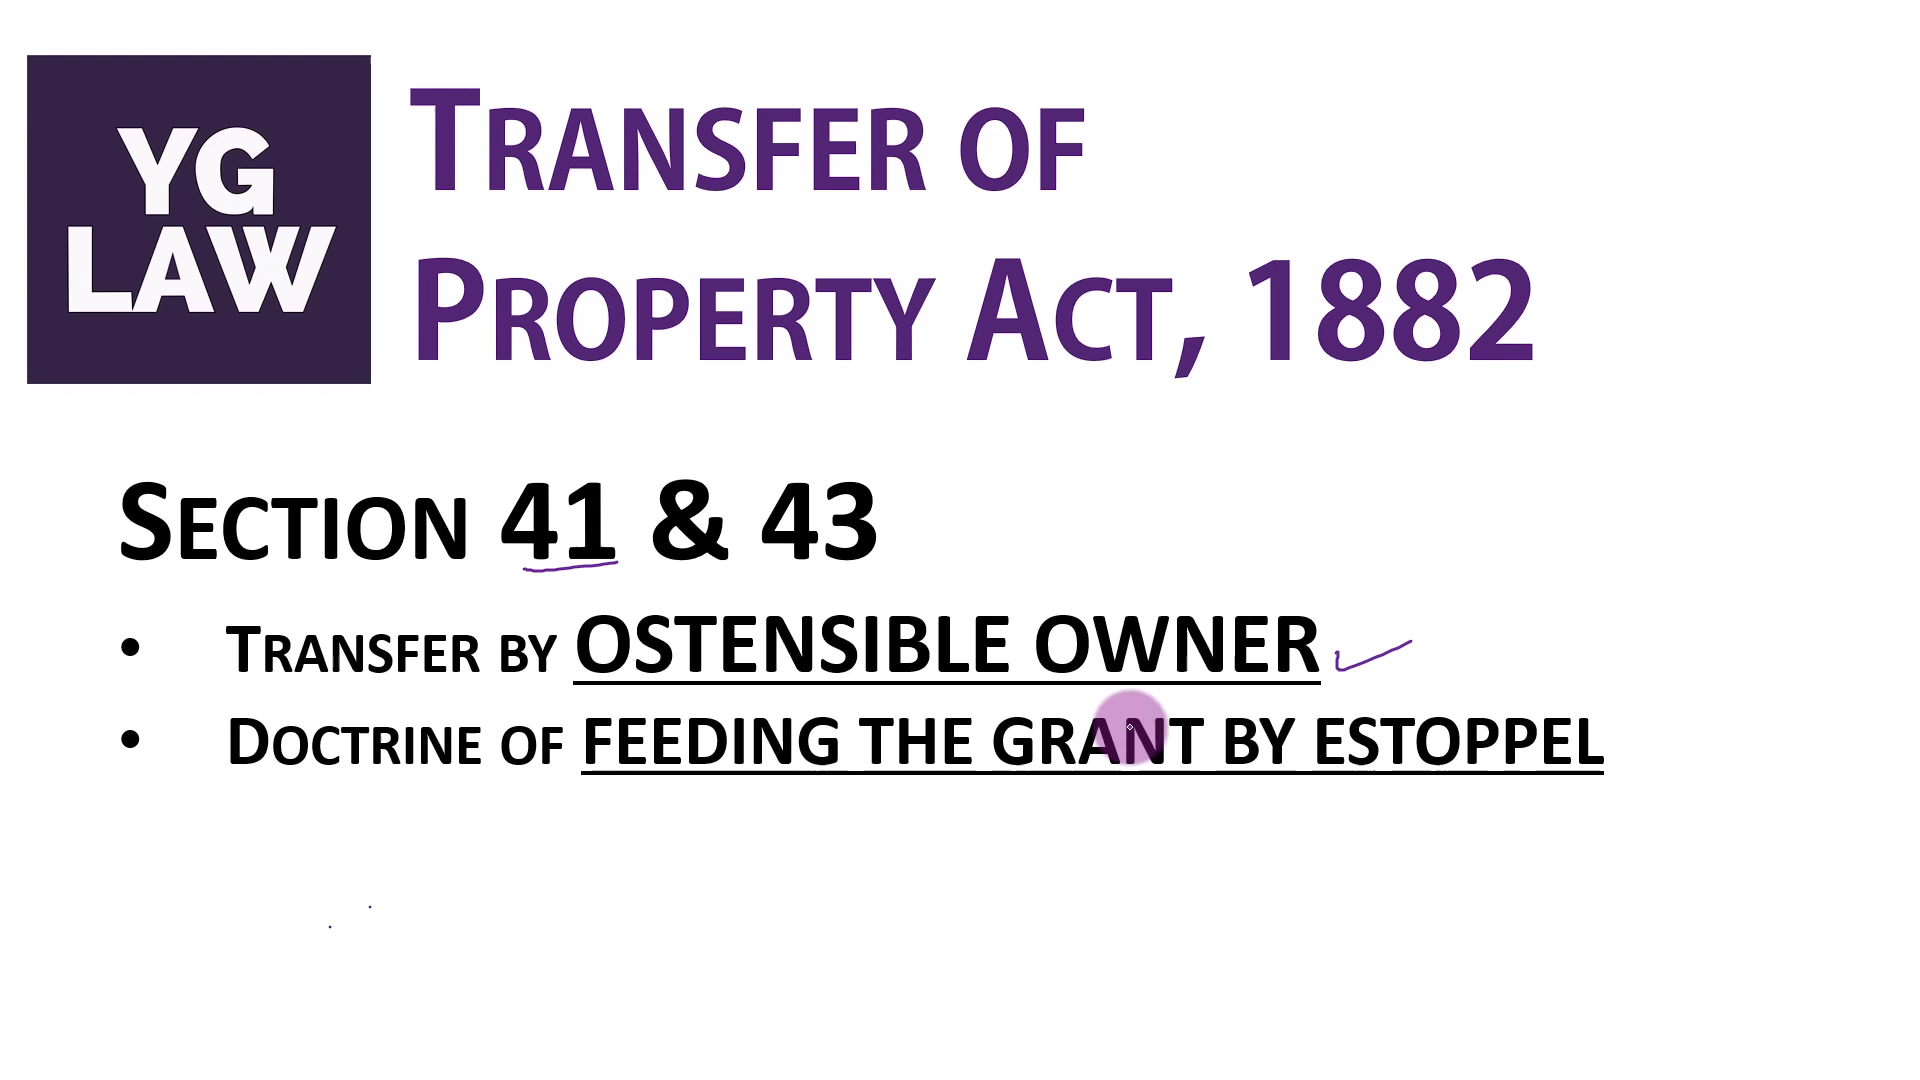 YG
LAW
TRANSFER OF
PROPERTY ACT, 1882
SECTION 41 & 43
• TRANSFER BY OSTENSIBLE OWNER
• DOCTRINE OF FEEDING THE GRANT BY ESTOPPEL